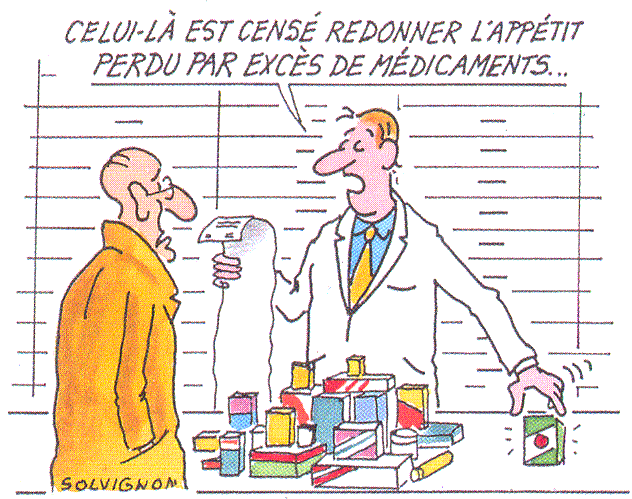 CELUI-LÀ EST CENSÉ REDONNER L'APPÉTIT
PERDU PAR EXCÈS DE MÉDICAMENTS...
SOLVIGNON